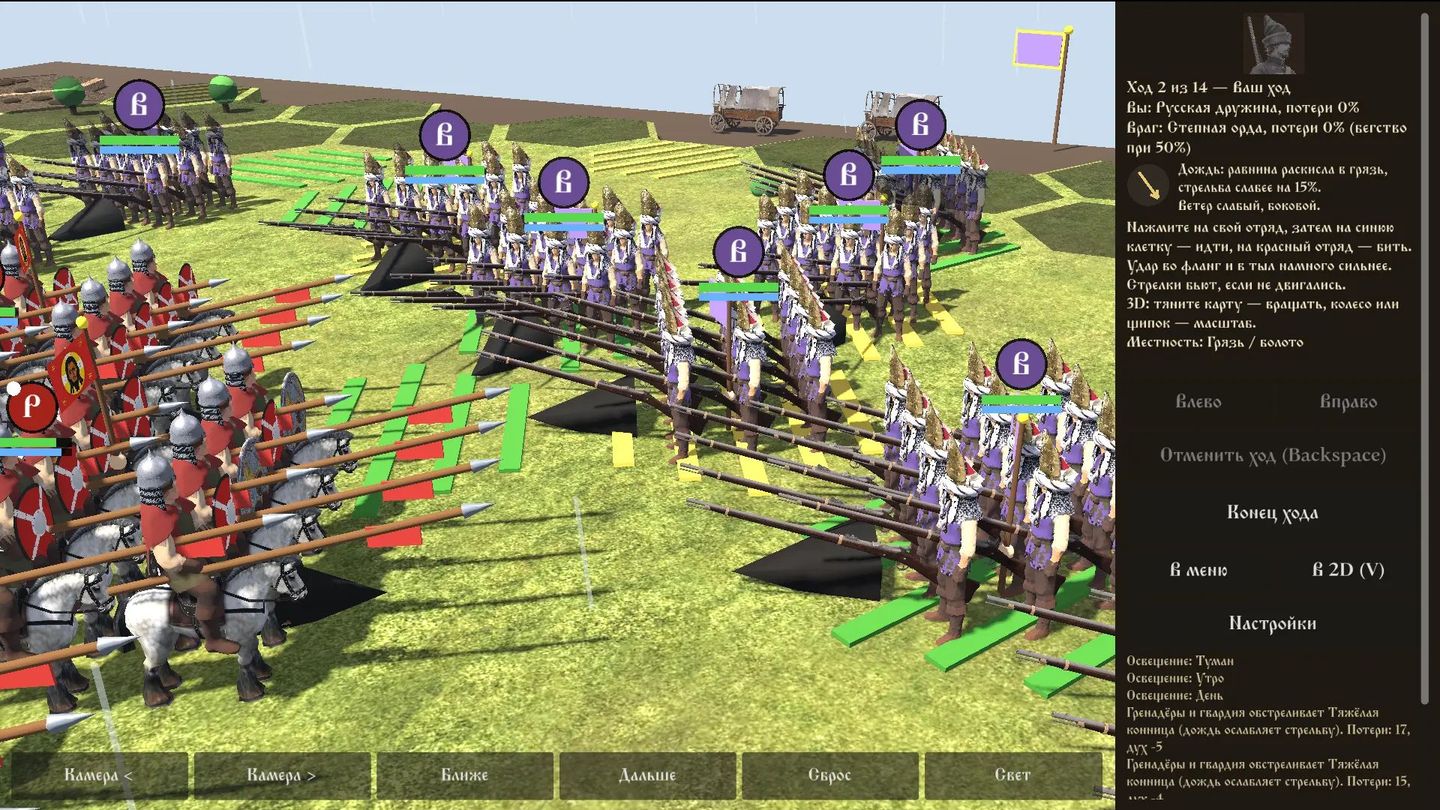 В
В
В
В
В
В
В
Р
Ход 2 из 14 — Ваш ход
Вы: Русская дружина, потери 0%
Враг: Степная орда, потери 0% (бегство
при 50%)
Дождь: равнина раскисла в грязь,
стрельба слабее на 15%.
Ветер слабый, боковой.
Нажмите на свой отряд, затем на синюю
клетку — идти, на красный отряд — бить.
Удар во фланг и в тыл намного сильнее.
Стрелки бьют, если не двигались.
3D: тяните карту — вращать, колесо или
щипок — масштаб.
Местность: Грязь / болото
Влево
Вправо
Отменить ход (Backspace)
Конец хода
В меню
В 2D (V)
Настройки
Освещение: Туман
Освещение: Утро
Освещение: День
Гренадёры и гвардия обстреливает Тяжёлая
конница (дождь ослабляет стрельбу). Потери: 17,
дух -5
Гренадёры и гвардия обстреливает Тяжёлая
конница (дождь ослабляет стрельбу). Потери: 15,
Камера <
Камера >
Ближе
Дальше
Сброс
Свет